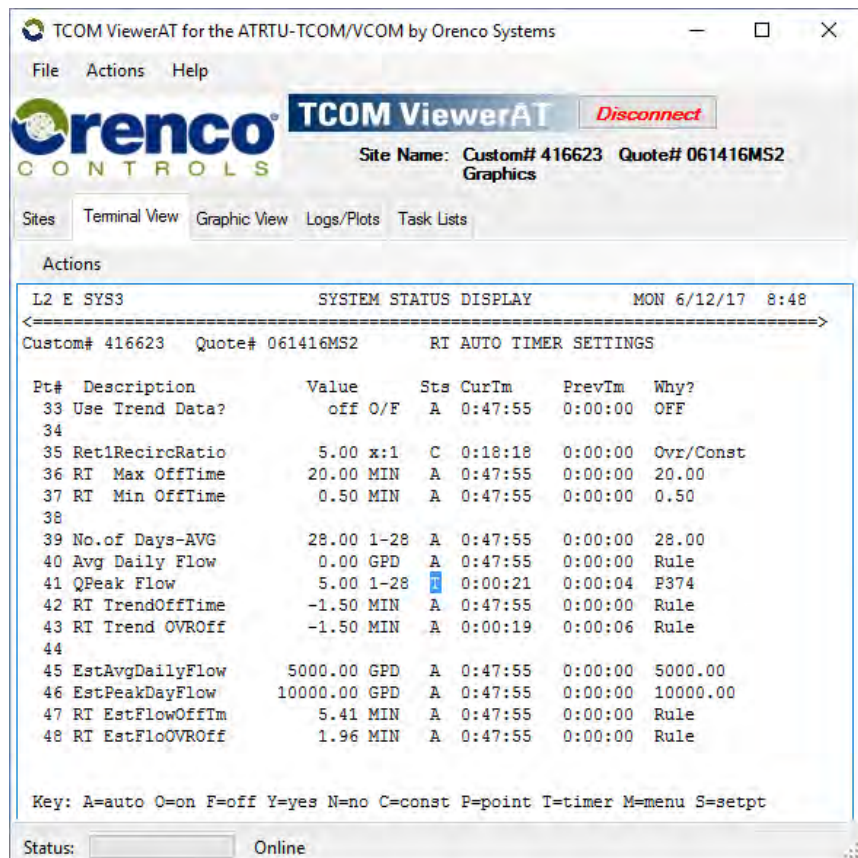 TCOM ViewerAT for the ATRTU-TCOM/VCOM by Orenco Systems
File Actions Help
Orenco CONTROLS
TCOM ViewerAT Disconnect
Site Name: Custom# 416623 Quote# 061416MS2
Graphics
Sites Terminal View Graphic View Logs/Plots Task Lists
Actions
L2 E SYS3 SYSTEM STATUS DISPLAY MON 6/12/17 8:48
<==============================================================================>
Custom# 416623 Quote# 061416MS2 RT AUTO TIMER SETTINGS
Pt# Description Value Sts CurTm PrevTm Why?
33 Use Trend Data? off O/F A 0:47:55 0:00:00 OFF
34
35 Ret1RecircRatio 5.00 x:1 C 0:18:18 0:00:00 Ovr/Const
36 RT Max OffTime 20.00 MIN A 0:47:55 0:00:00 20.00
37 RT Min OffTime 0.50 MIN A 0:47:55 0:00:00 0.50
38
39 No.of Days-AVG 28.00 1-28 A 0:47:55 0:00:00 28.00
40 Avg Daily Flow 0.00 GPD A 0:47:55 0:00:00 Rule
41 QPeak Flow 5.00 1-28 T 0:00:21 0:00:04 P374
42 RT TrendOffTime -1.50 MIN A 0:47:55 0:00:00 Rule
43 RT Trend OVROff -1.50 MIN A 0:00:19 0:00:06 Rule
44
45 EstAvgDailyFlow 5000.00 GPD A 0:47:55 0:00:00 5000.00
46 EstPeakDayFlow 10000.00 GPD A 0:47:55 0:00:00 10000.00
47 RT EstFlowOffTm 5.41 MIN A 0:47:55 0:00:00 Rule
48 RT EstFloOVROff 1.96 MIN A 0:47:55 0:00:00 Rule
Key: A=auto O=on F=off Y=yes N=no C=const P=point T=timer M=menu S=setpt
Status: Online